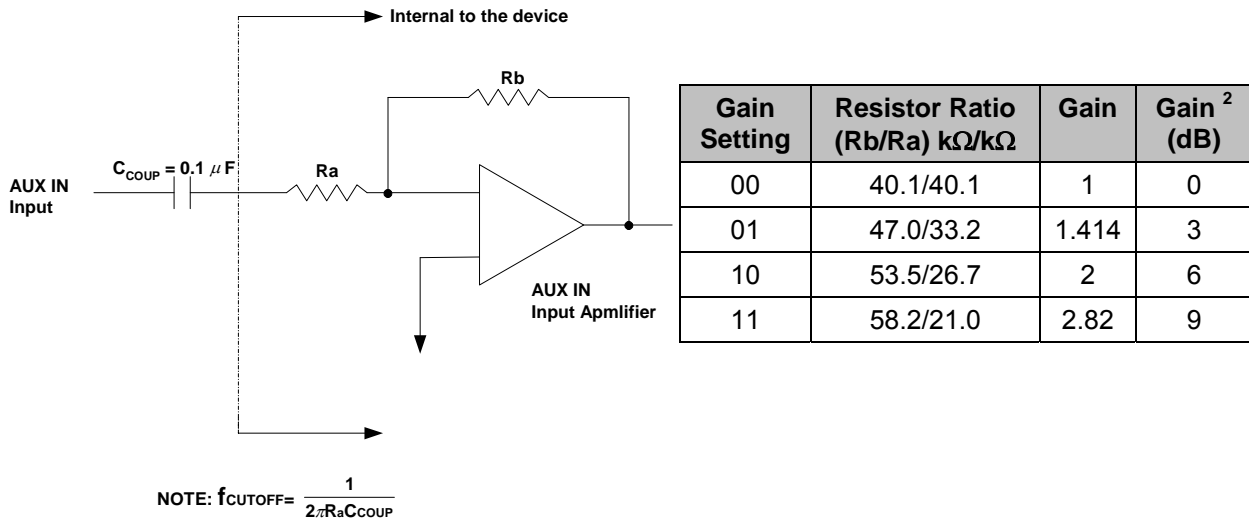 Internal to the device
Rb
C_COUP = 0.1 μF
Ra
AUX IN
Input
AUX IN
Input Apmlifier
NOTE: fCUTOFF= 1
2πRaCCOUP
Gain Setting Resistor Ratio (Rb/Ra) kΩ/kΩ Gain Gain ² (dB)
00 40.1/40.1 1 0
01 47.0/33.2 1.414 3
10 53.5/26.7 2 6
11 58.2/21.0 2.82 9